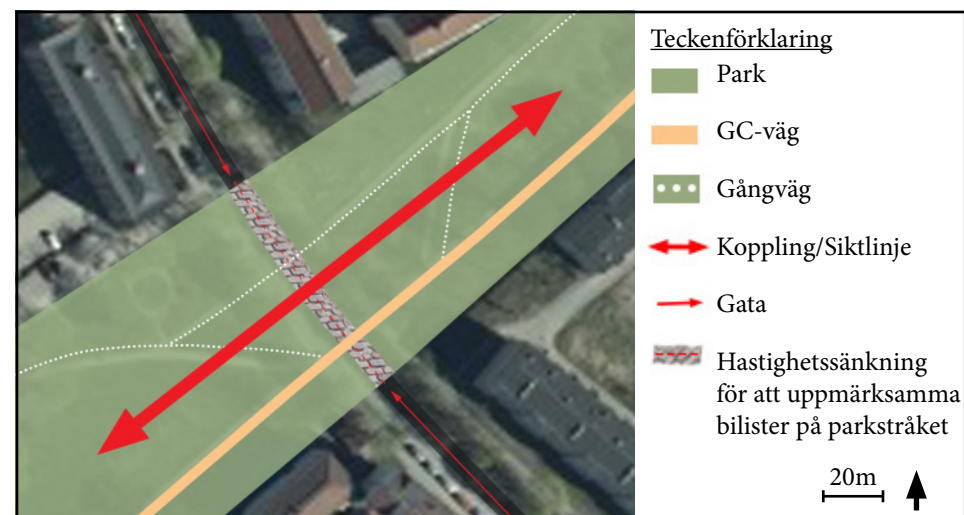 Teckenförklaring
Park
GC-väg
Gångväg
Koppling/Siktlinje
Gata
Hastighetssänkning
för att uppmärksamma
bilister på parkstråket
20m